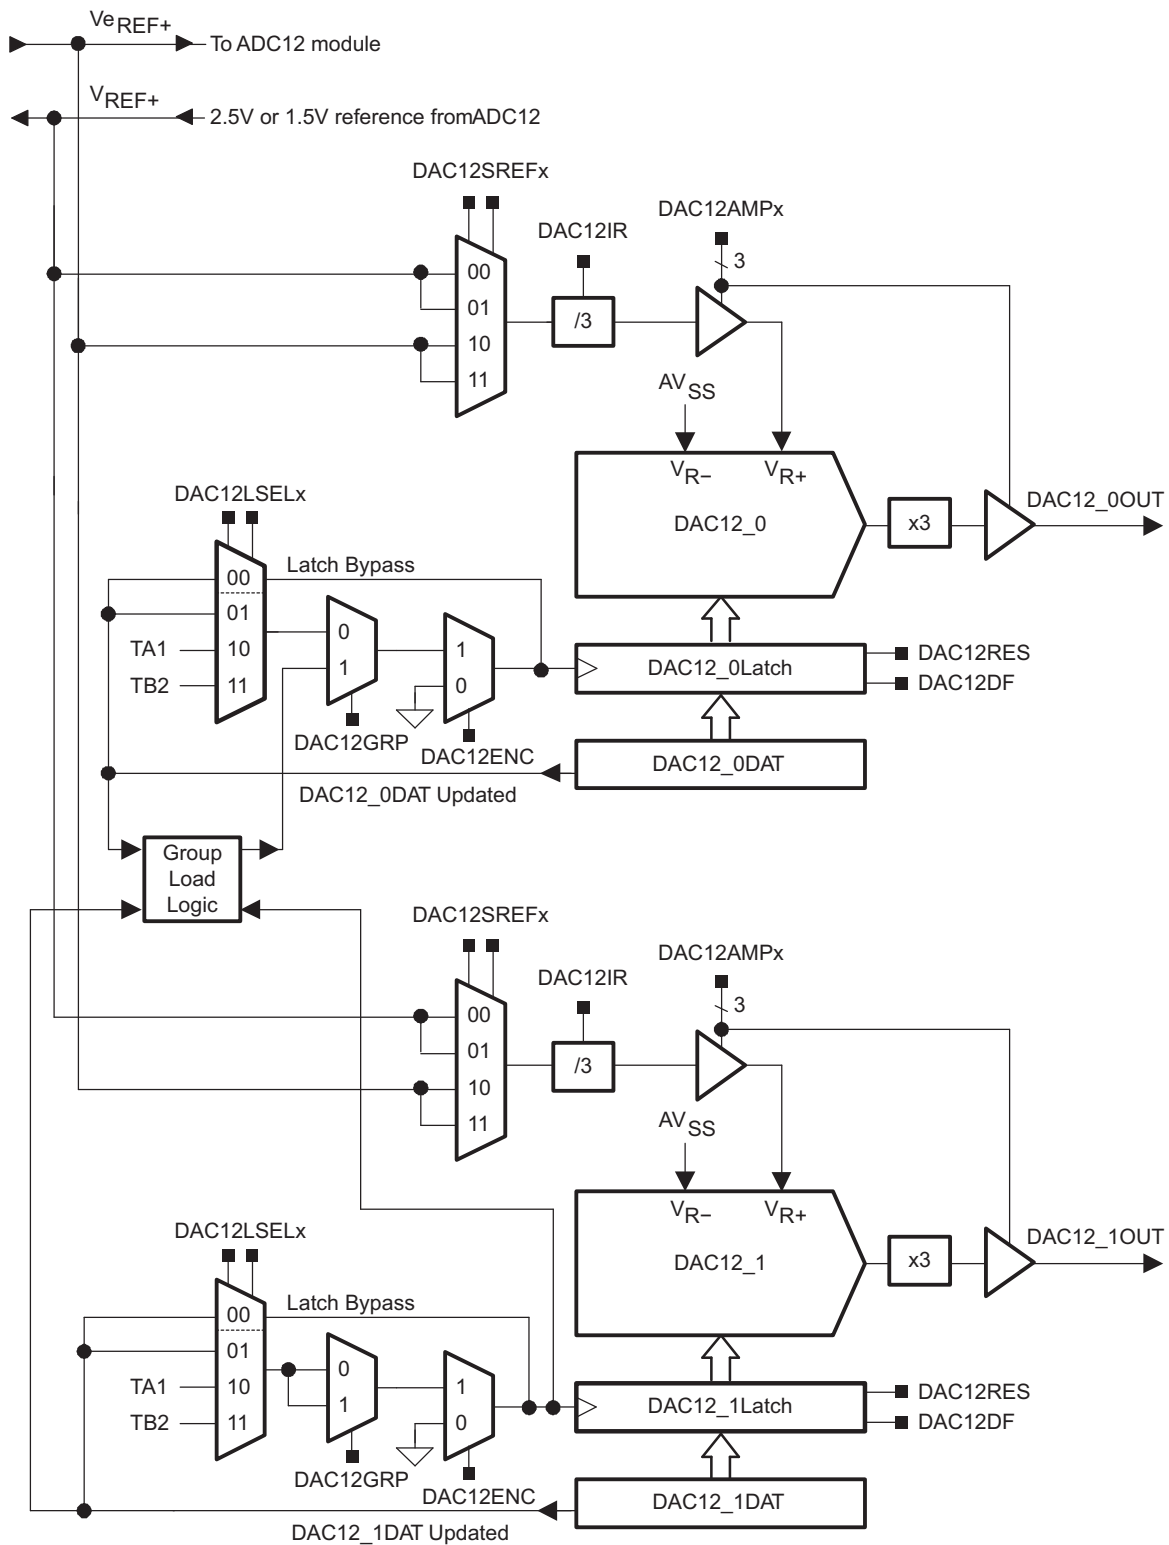 VeREF+
To ADC12 module
VREF+
2.5V or 1.5V reference fromADC12
DAC12SREFx
DAC12AMPx
DAC12IR
3
00
01
10
11
/3
AVSS
VR−
VR+
DAC12_0
x3
DAC12_0OUT
DAC12LSELx
Latch Bypass
00
01
10
11
TA1
TB2
0
1
1
0
DAC12GRP
DAC12ENC
DAC12_0Latch
DAC12RES
DAC12DF
DAC12_0DAT
DAC12_0DAT Updated
Group
Load
Logic
DAC12SREFx
DAC12AMPx
DAC12IR
3
00
01
10
11
/3
AVSS
VR−
VR+
DAC12_1
x3
DAC12_1OUT
DAC12LSELx
Latch Bypass
00
01
10
11
TA1
TB2
0
1
1
0
DAC12GRP
DAC12ENC
DAC12_1Latch
DAC12RES
DAC12DF
DAC12_1DAT
DAC12_1DAT Updated